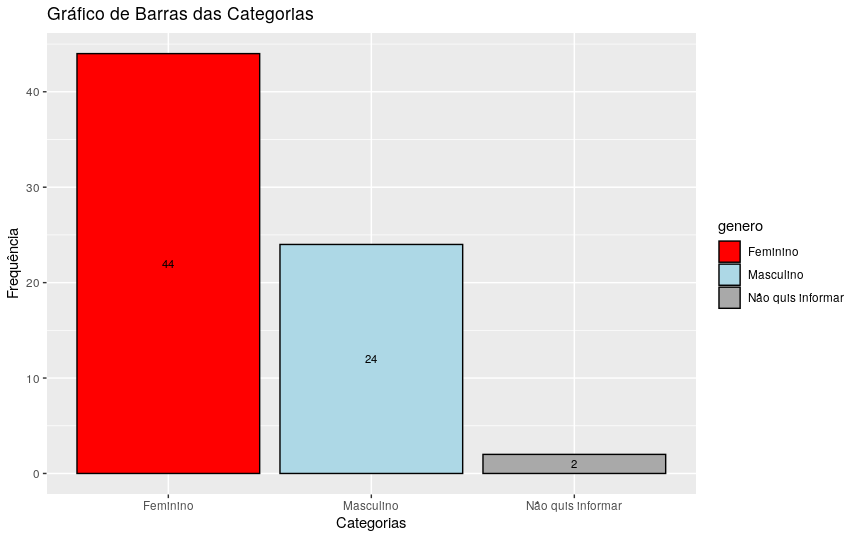 Gráfico de Barras das Categorias
Frequência
40
30
20
10
0
44
24
2
Feminino
Masculino
Não quis informar
Categorias
genero
Feminino
Masculino
Não quis informar